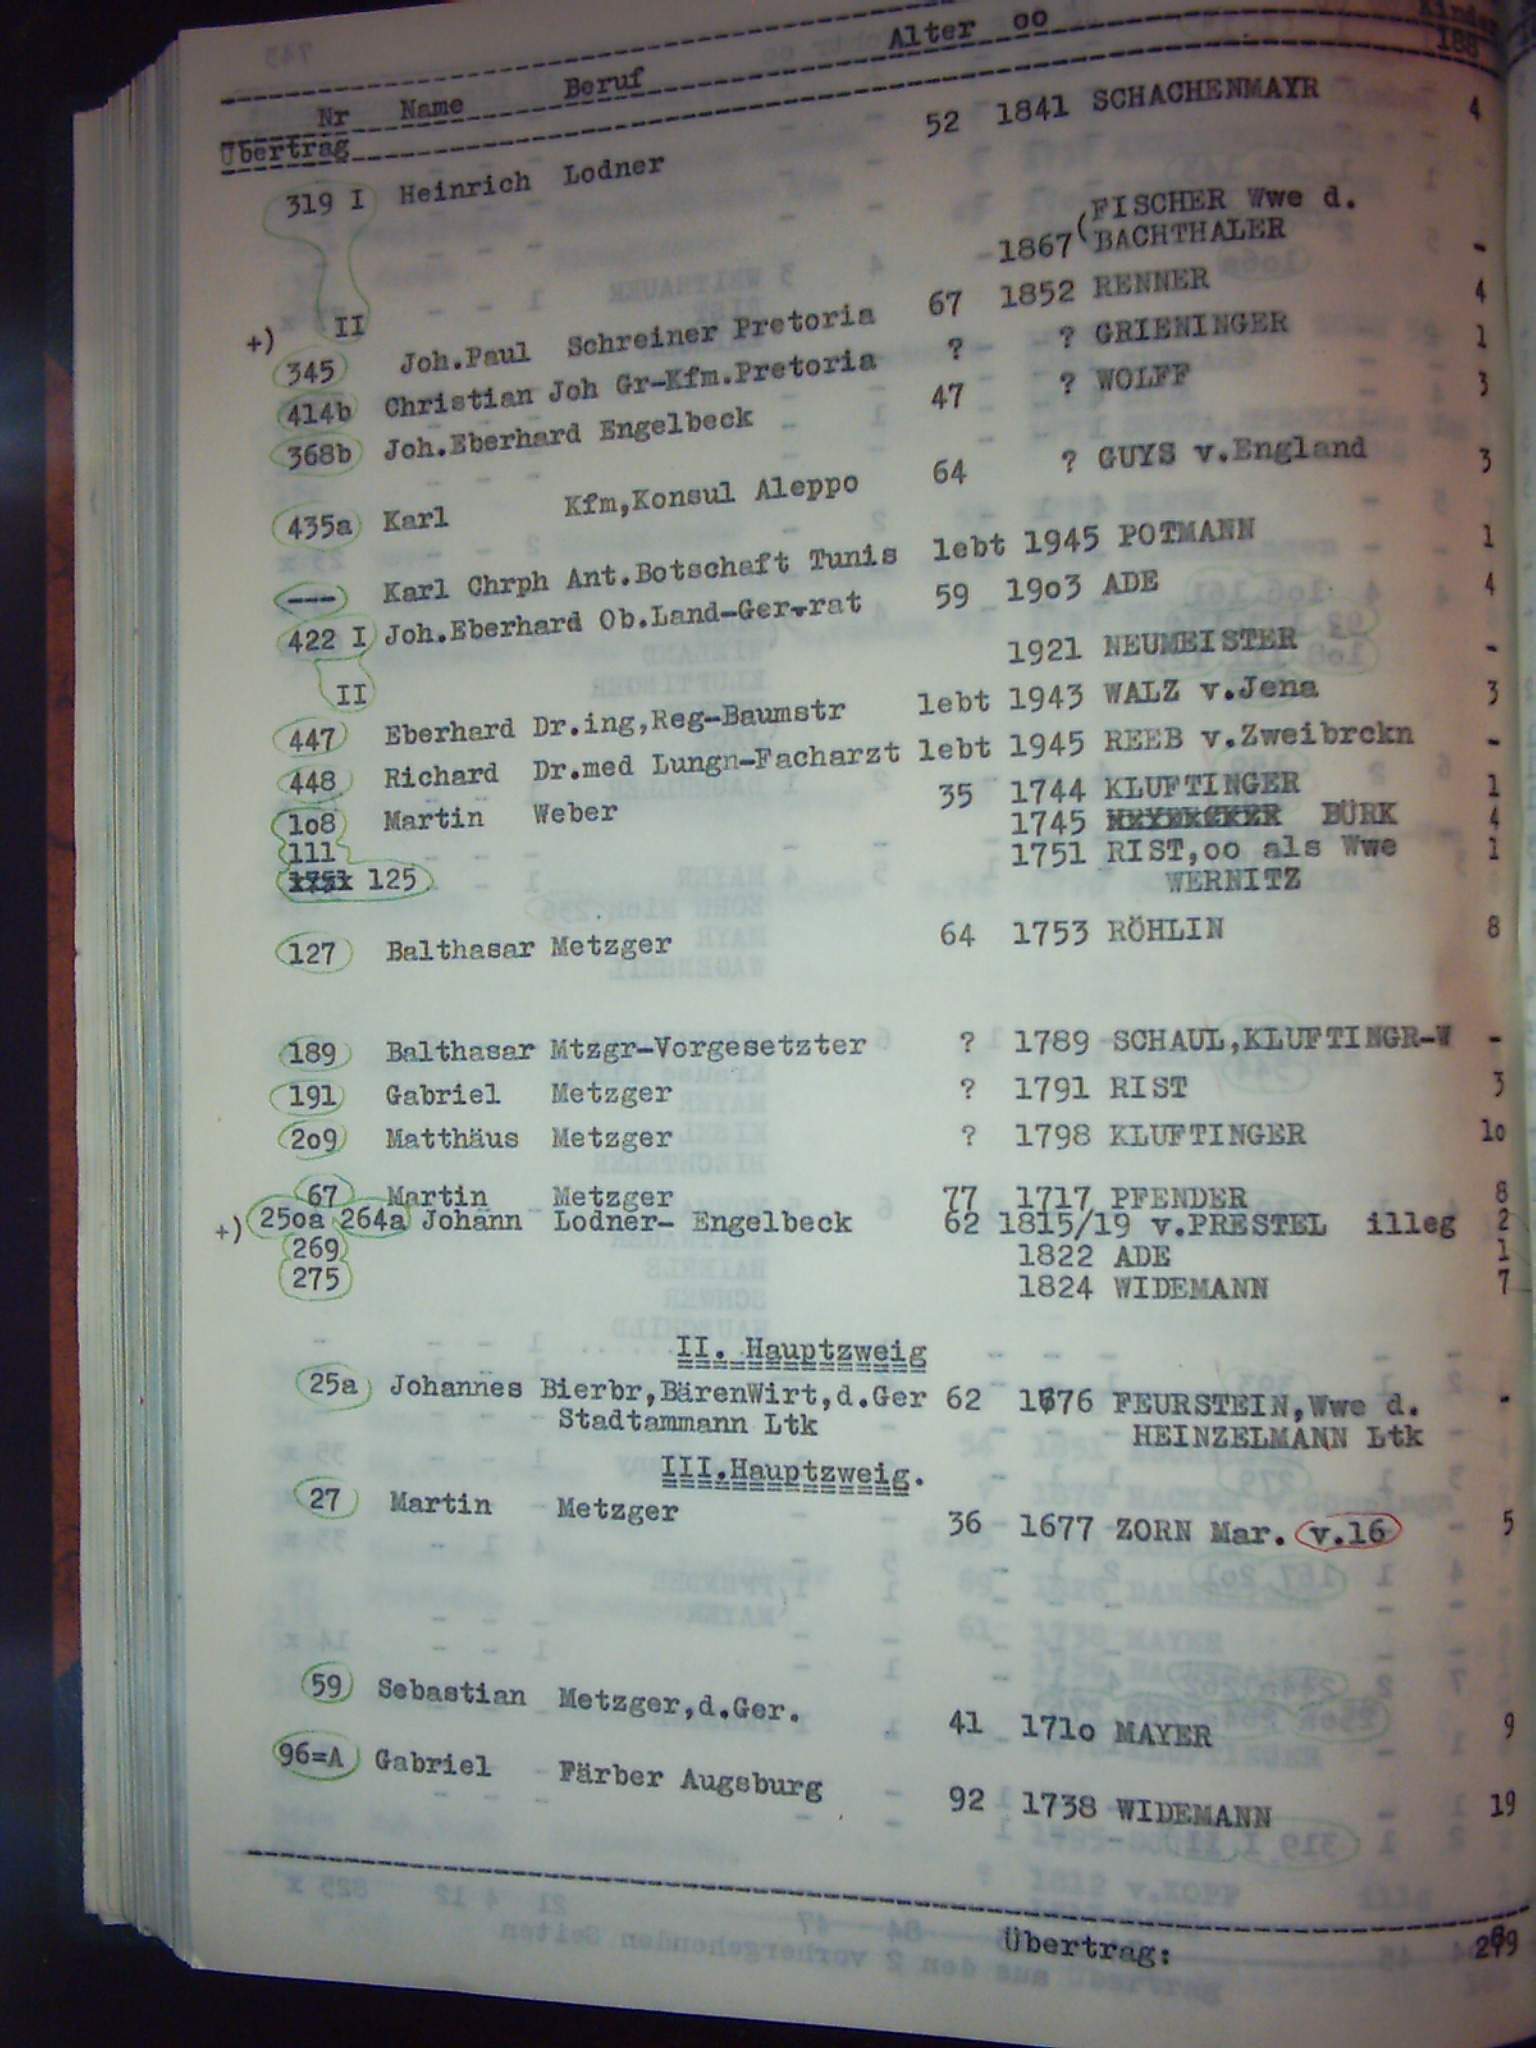 Nr Name Beruf Alter oo Kinder
Übertrag 188
319 I Heinrich Lodner 52 1841 SCHACHENMAYR 4
FISCHER Wwe d.
+) II 1867 ( BACHTHALER -
345 Joh.Paul Schreiner Pretoria 67 1852 RENNER 4
414b Christian Joh Gr-Kfm.Pretoria ? ? GRIENINGER 1
368b Joh.Eberhard Engelbeck 47 ? WOLFF 3
435a Karl Kfm,Konsul Aleppo 64 ? GUYS v.England 3
--- Karl Chrph Ant.Botschaft Tunis lebt 1945 POTMANN 1
422 I Joh.Eberhard Ob.Land-Ger.rat 59 19o3 ADE 4
II 1921 NEUMEISTER -
447 Eberhard Dr.ing,Reg-Baumstr lebt 1943 WALZ v.Jena 3
448 Richard Dr.med Lungn-Facharzt lebt 1945 REEB v.Zweibrckn -
1o8 Martin Weber 35 1744 KLUFTINGER 1
111 1745 BÜRK 4
125 1751 RIST,oo als Wwe 1
WERNITZ
127 Balthasar Metzger 64 1753 RÖHLIN 8
189 Balthasar Mtzgr-Vorgesetzter ? 1789 SCHAUL,KLUFTINGR-W -
191 Gabriel Metzger ? 1791 RIST 3
2o9 Matthäus Metzger ? 1798 KLUFTINGER 1o
67 Martin Metzger 77 1717 PFENDER 8
+) 25oa 264a Johann Lodner- Engelbeck 62 1815/19 v.PRESTEL illeg 2
269 1822 ADE 1
275 1824 WIDEMANN 7
II. Hauptzweig
25a Johannes Bierbr,BärenWirt,d.Ger 62 1676 FEURSTEIN,Wwe d. -
Stadtammann Ltk HEINZELMANN Ltk
III.Hauptzweig.
27 Martin Metzger 36 1677 ZORN Mar. v.16 5
59 Sebastian Metzger,d.Ger. 41 171o MAYER 9
96=A Gabriel Färber Augsburg 92 1738 WIDEMANN 19
Übertrag: